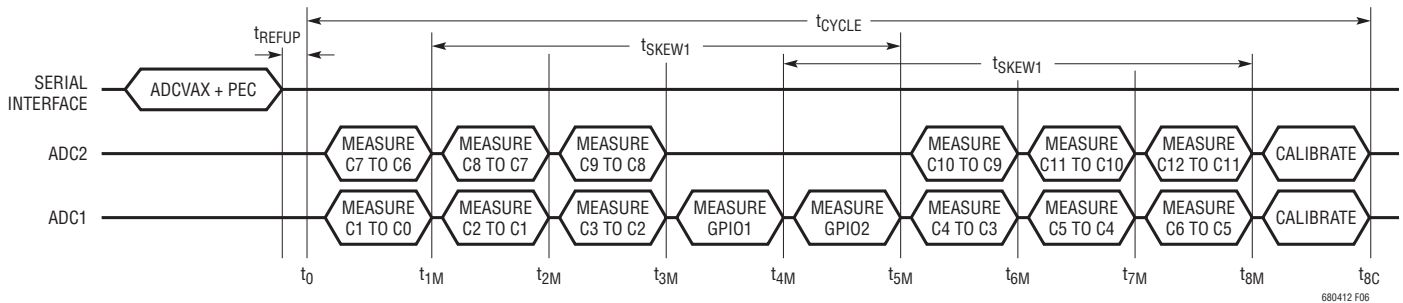 tCYCLE
tREFUP
tSKEW1
tSKEW1
SERIAL
INTERFACE
ADCVAX + PEC
ADC2
MEASURE
C7 TO C6
MEASURE
C8 TO C7
MEASURE
C9 TO C8
MEASURE
C10 TO C9
MEASURE
C11 TO C10
MEASURE
C12 TO C11
CALIBRATE
ADC1
MEASURE
C1 TO C0
MEASURE
C2 TO C1
MEASURE
C3 TO C2
MEASURE
GPIO1
MEASURE
GPIO2
MEASURE
C4 TO C3
MEASURE
C5 TO C4
MEASURE
C6 TO C5
CALIBRATE
t0 t1M t2M t3M t4M t5M t6M t7M t8M t8C
680412 F06